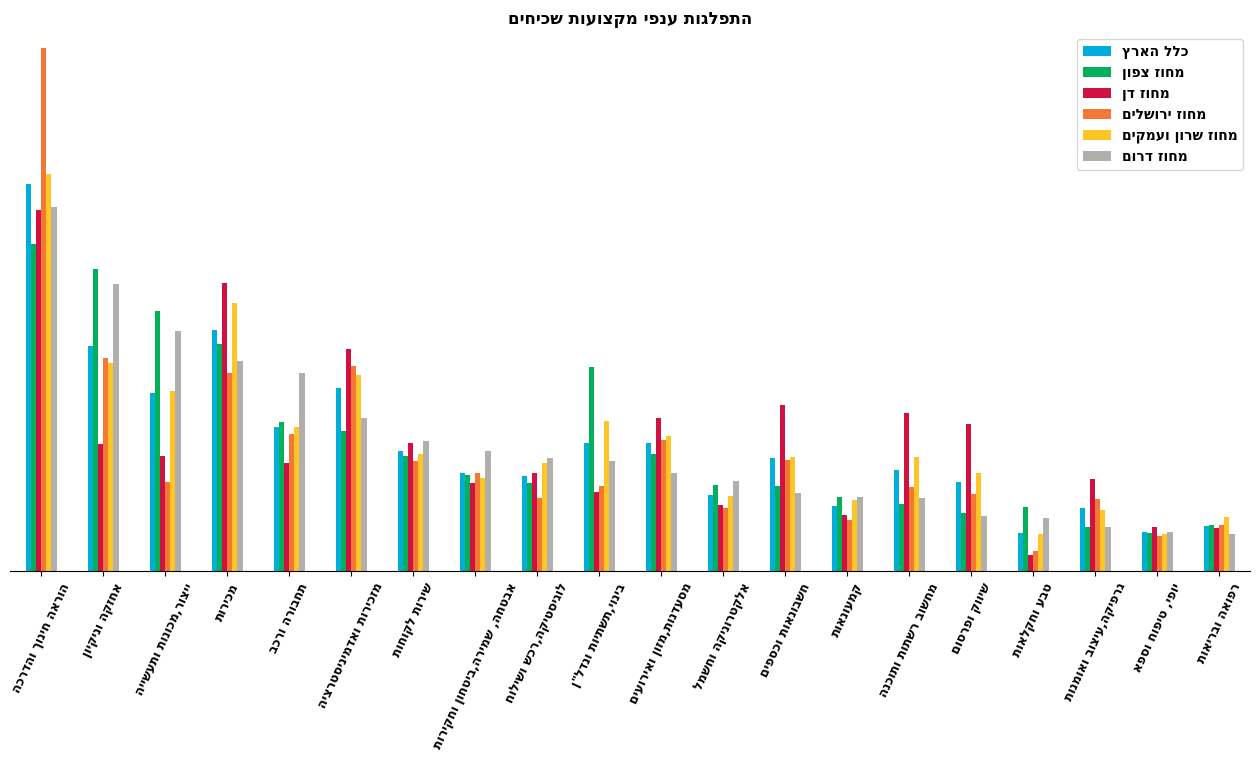 התפלגות ענפי מקצועות שכיחים
כלל הארץ
מחוז צפון
מחוז דן
מחוז ירושלים
מחוז שרון ועמקים
מחוז דרום
הוראה חינוך והדרכה
אחזקה וניקיון
ייצור,מכונות ותעשייה
מכירות
תחבורה ורכב
מזכירות ואדמיניסטרציה
שירות לקוחות
אבטחה, שמירה,ביטחון וחקירות
לוגיסטיקה,רכש ושילוח
בינוי,תשתיות ונדל"ן
מסעדנות,מזון ואירועים
אלקטרוניקה וחשמל
חשבונאות וכספים
קמעונאות
מחשוב רשתות ותוכנה
שיווק ופרסום
טבע וחקלאות
גרפיקה,עיצוב ואומנות
יופי, טיפוח וספא
רפואה ובריאות